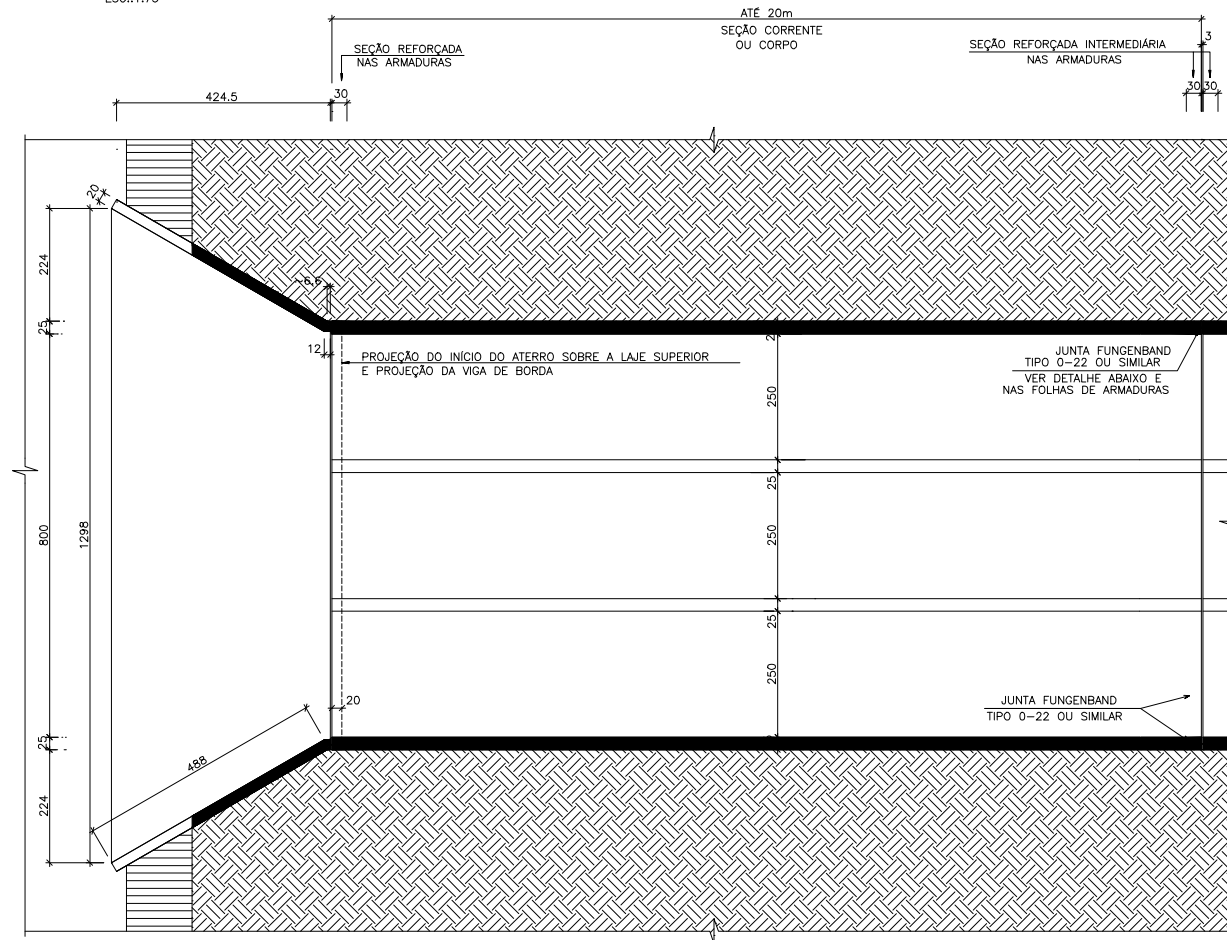 ATÉ 20m
SEÇÃO CORRENTE
OU CORPO
3
SEÇÃO REFORÇADA
NAS ARMADURAS
SEÇÃO REFORÇADA INTERMEDIÁRIA
NAS ARMADURAS
424.5
30
30
30
20
224
~6,6
25
12
PROJEÇÃO DO INÍCIO DO ATERRO SOBRE A LAJE SUPERIOR
E PROJEÇÃO DA VIGA DE BORDA
JUNTA FUNGENBAND
TIPO 0-22 OU SIMILAR
VER DETALHE ABAIXO E
NAS FOLHAS DE ARMADURAS
250
25
800
1298
250
25
250
20
JUNTA FUNGENBAND
TIPO 0-22 OU SIMILAR
25
488
224